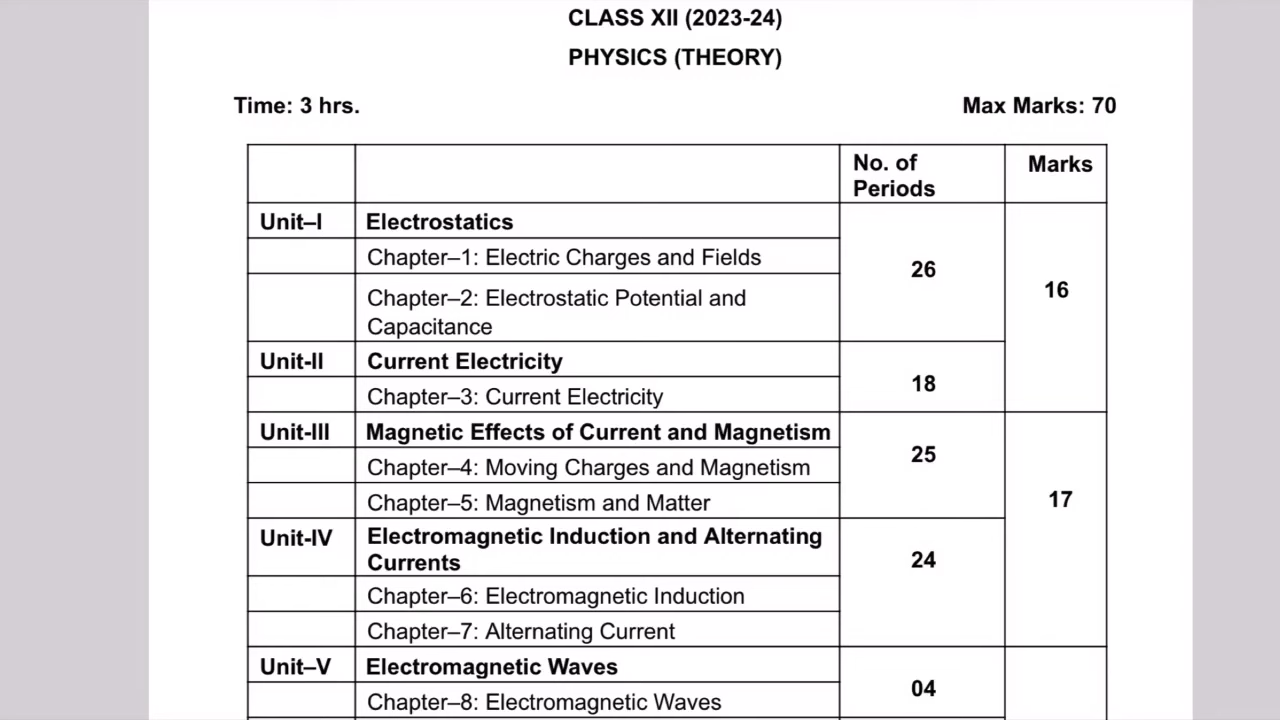 CLASS XII (2023-24)
PHYSICS (THEORY)
Time: 3 hrs.
Max Marks: 70
No. of
Periods
Marks
Unit–I
Electrostatics
26
16
Chapter–1: Electric Charges and Fields
Chapter–2: Electrostatic Potential and
Capacitance
Unit-II
Current Electricity
18
Chapter–3: Current Electricity
Unit-III
Magnetic Effects of Current and Magnetism
25
17
Chapter–4: Moving Charges and Magnetism
Chapter–5: Magnetism and Matter
Unit-IV
Electromagnetic Induction and Alternating
Currents
24
Chapter–6: Electromagnetic Induction
Chapter–7: Alternating Current
Unit–V
Electromagnetic Waves
04
Chapter–8: Electromagnetic Waves